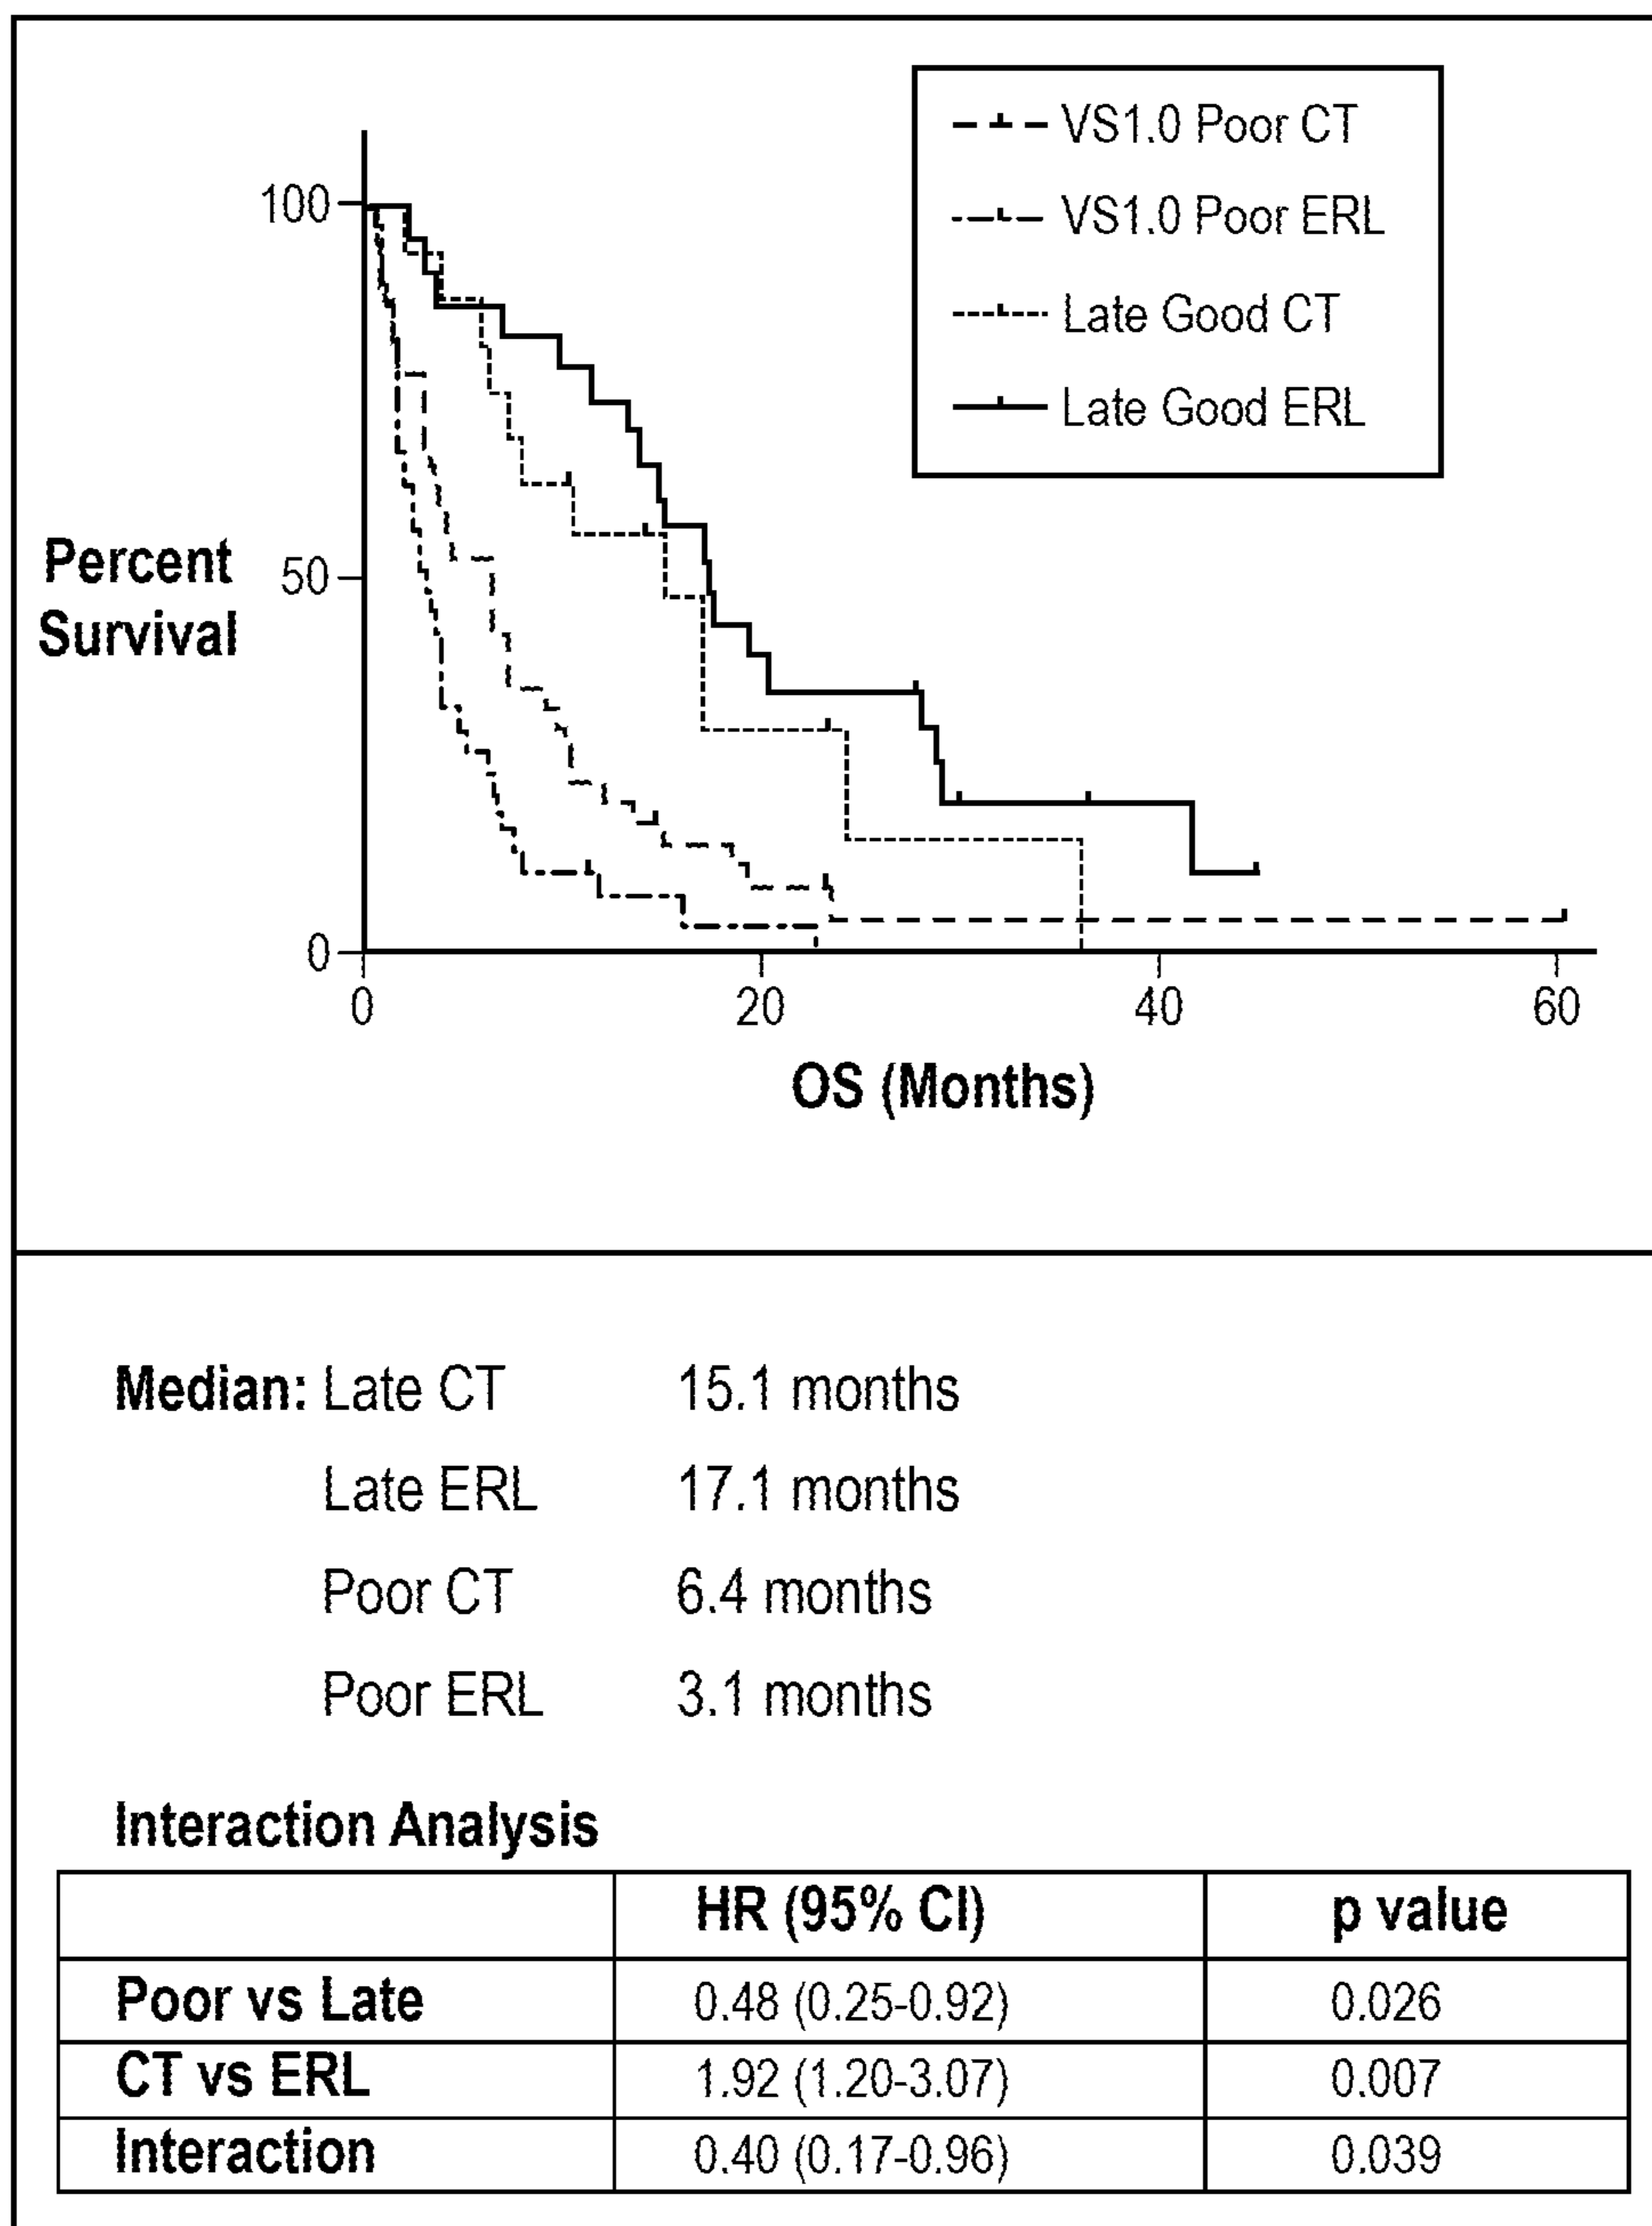 VS1.0 Poor CT
VS1.0 Poor ERL
Late Good CT
Late Good ERL
100
50
0
Percent
Survival
0 20 40 60
OS (Months)
Median: Late CT 15.1 months
Late ERL 17.1 months
Poor CT 6.4 months
Poor ERL 3.1 months
Interaction Analysis
HR (95% CI) p value
Poor vs Late 0.48 (0.25-0.92) 0.026
CT vs ERL 1.92 (1.20-3.07) 0.007
Interaction 0.40 (0.17-0.96) 0.039